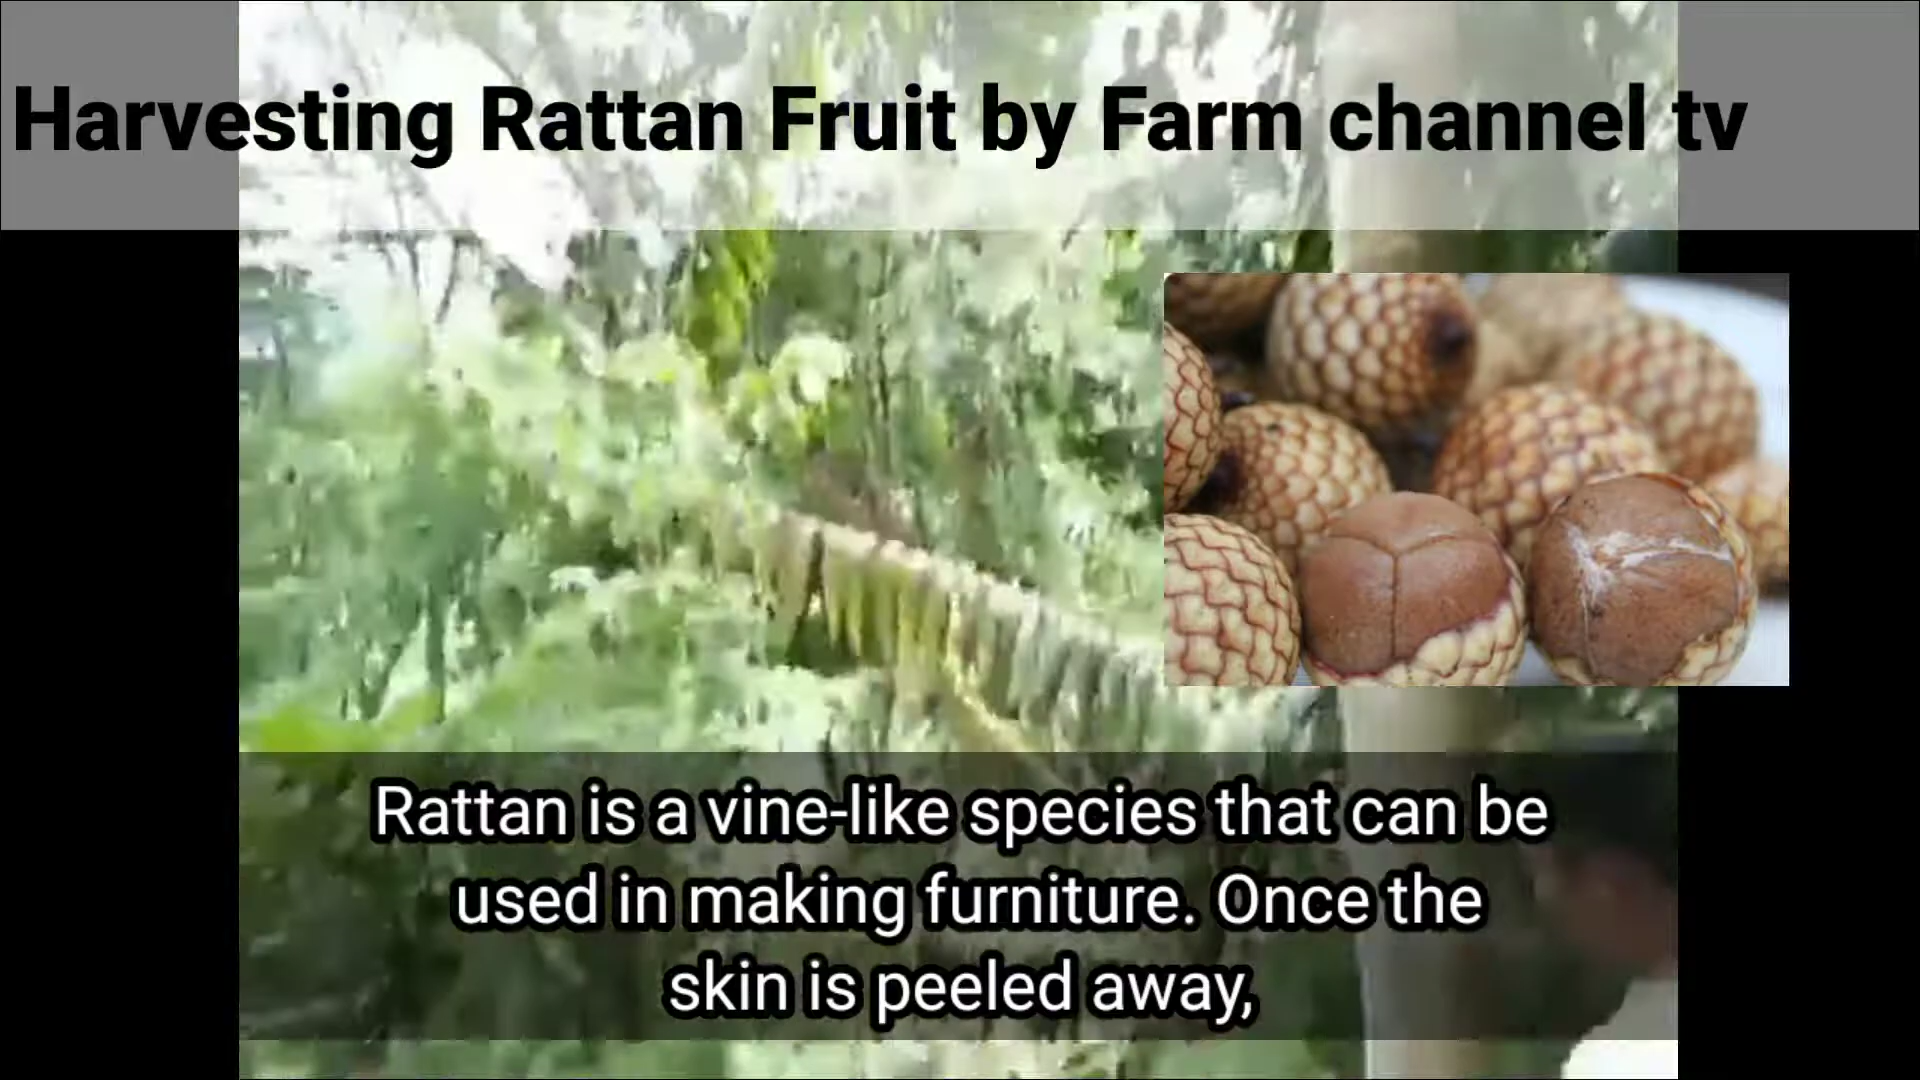 Harvesting Rattan Fruit by Farm channel tv
Rattan is a vine-like species that can be
used in making furniture. Once the
skin is peeled away,